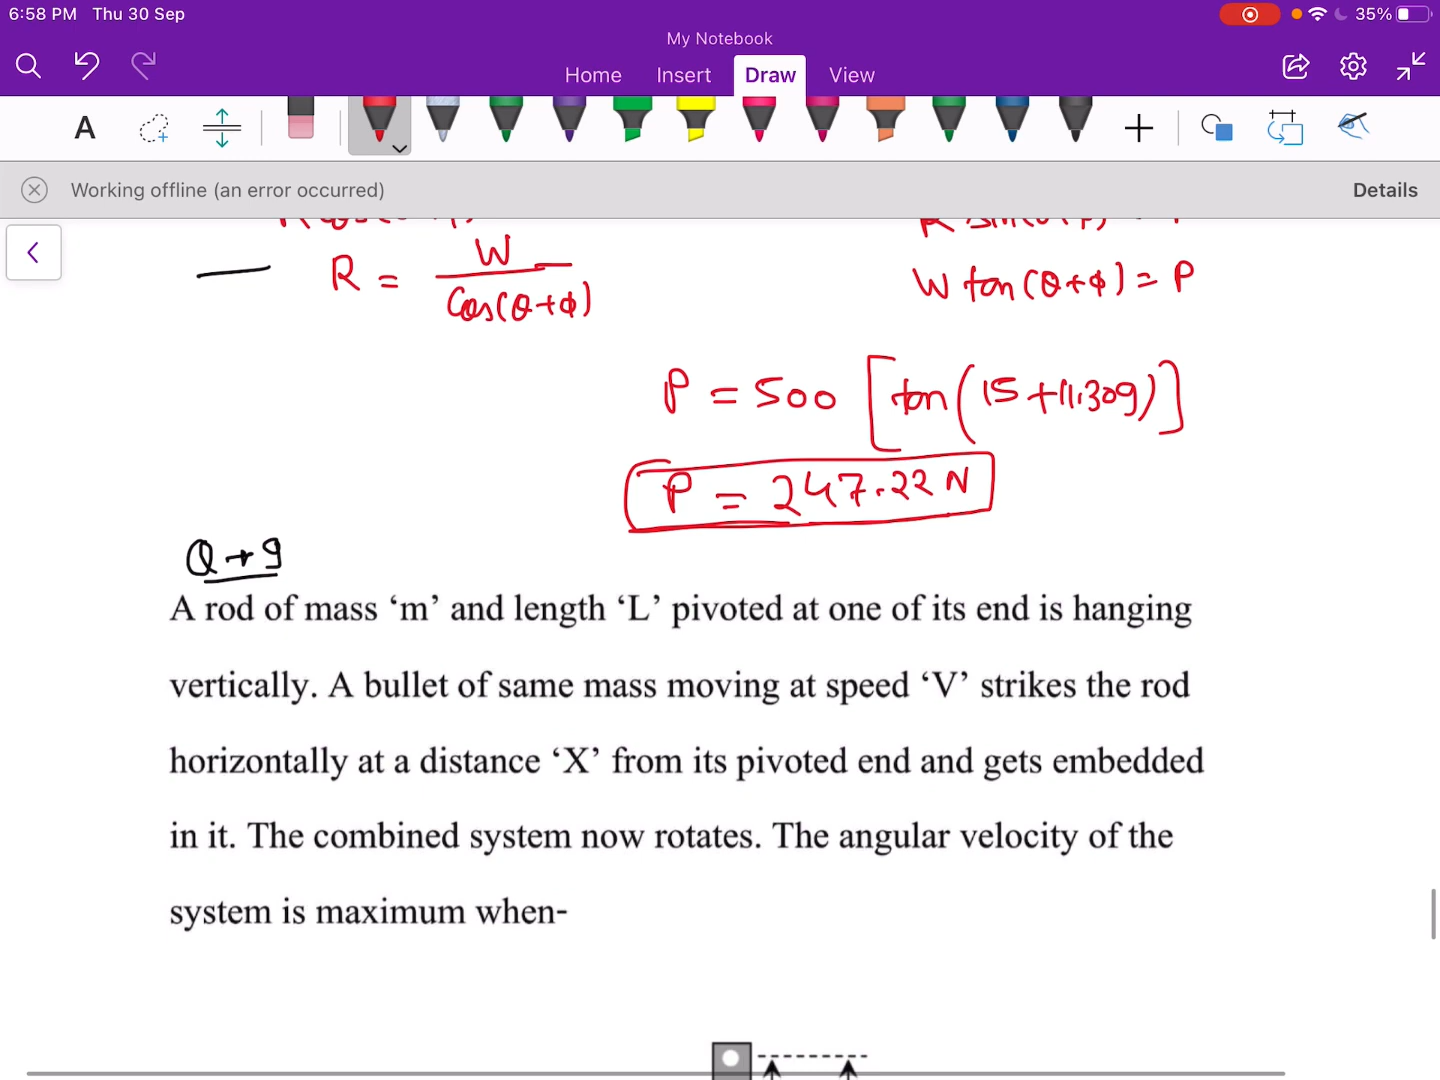 6:58 PM Thu 30 Sep
35%
My Notebook
Home Insert Draw View
A
Working offline (an error occurred)
Details
R = W / Cos(θ+ϕ)
W tan(θ+ϕ) = P
P = 500 [tan(15+11.309)]
P = 247.22 N
Q→9
A rod of mass ‘m’ and length ‘L’ pivoted at one of its end is hanging
vertically. A bullet of same mass moving at speed ‘V’ strikes the rod
horizontally at a distance ‘X’ from its pivoted end and gets embedded
in it. The combined system now rotates. The angular velocity of the
system is maximum when-